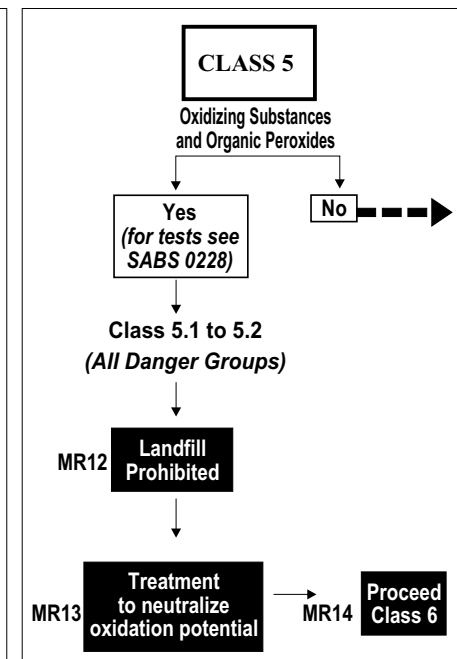 CLASS 5
Oxidizing Substances
and Organic Peroxides
Yes
(for tests see
SABS 0228)
No
Class 5.1 to 5.2
(All Danger Groups)
MR12
Landfill
Prohibited
MR13
Treatment
to neutralize
oxidation potential
MR14
Proceed
Class 6